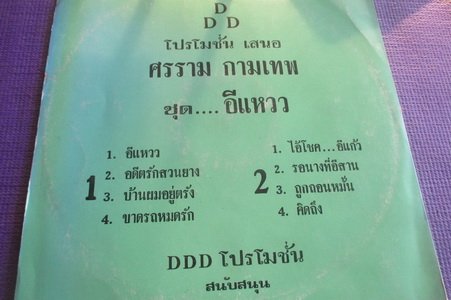 D
D D
โปรโมชั่น เสนอ
ศรราม กามเทพ
ชุด.... อีแหวว
1
1. อีแหวว
2. อดีตรักสวนยาง
3. บ้านผมอยู่ตรัง
4. ขาดรถหมดรัก
2
1. ไอ้โชค...อีแก้ว
2. รอนางที่อีสาน
3. ถูกถอนหมั้น
4. คิดถึง
DDD โปรโมชั่น
สนับสนุน